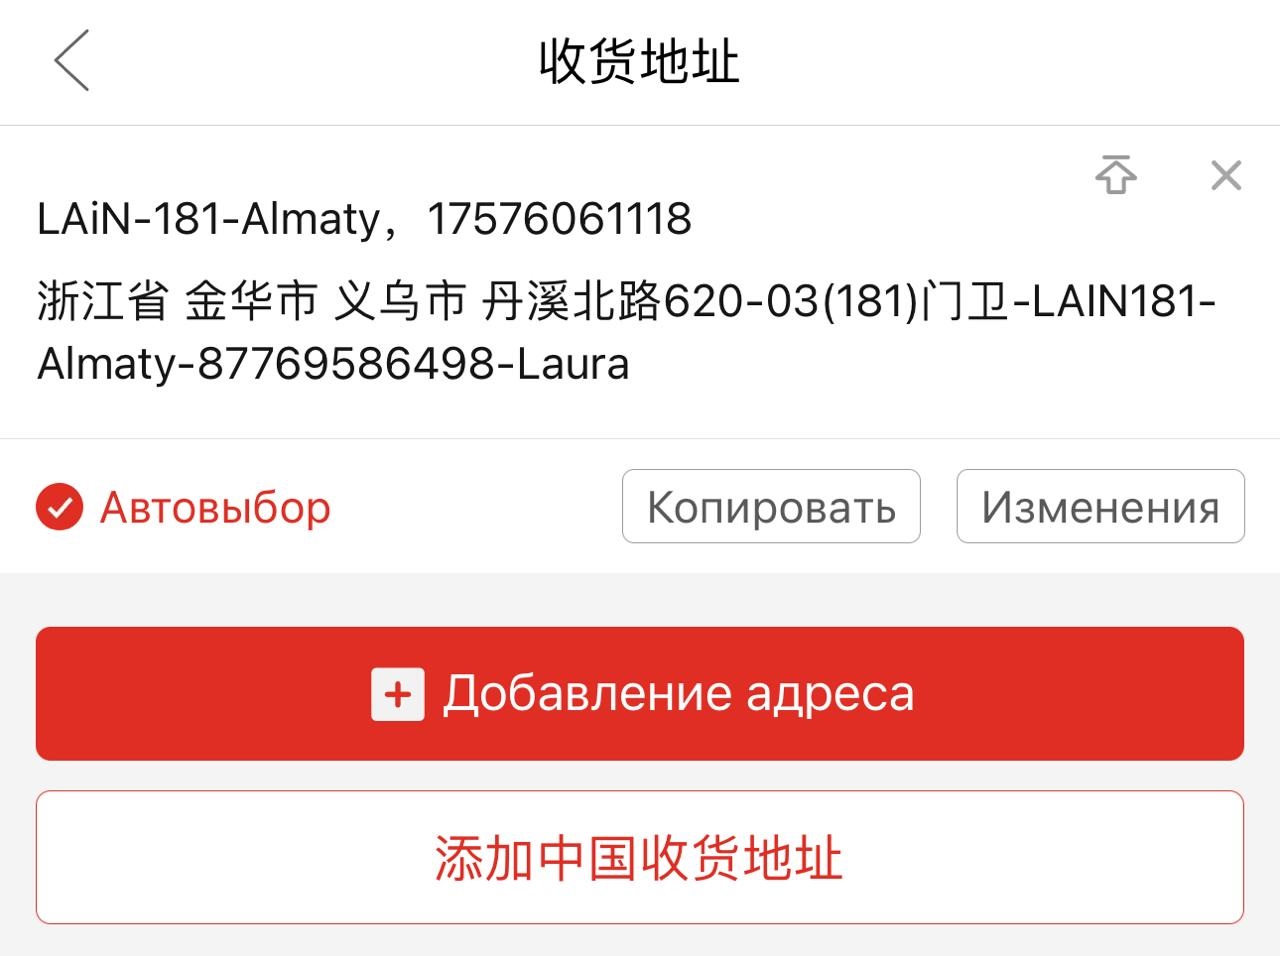 收货地址
LAiN-181-Almaty，17576061118
浙江省 金华市 义乌市 丹溪北路620-03(181)门卫-LAIN181-
Almaty-87769586498-Laura
Автовыбор
Копировать
Изменения
Добавление адреса
添加中国收货地址